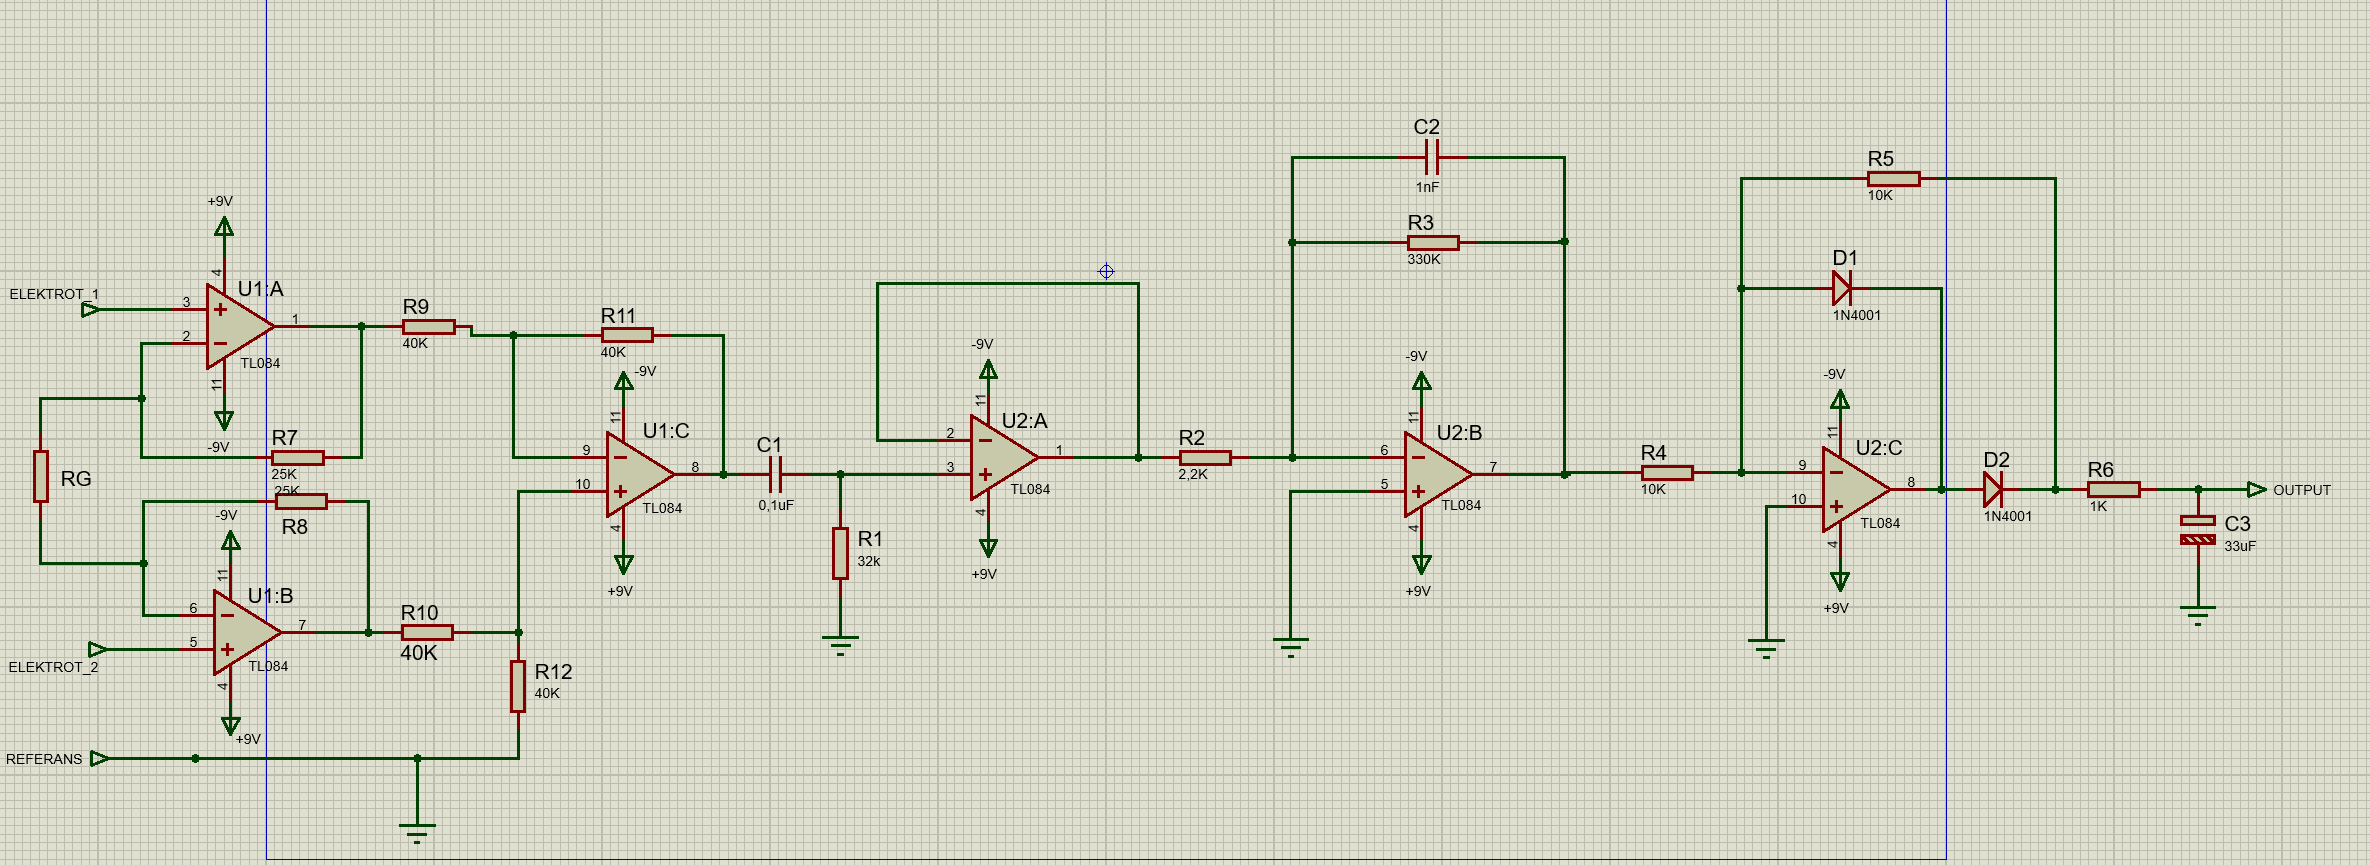 +9V
4
ELEKTROT_1
3
2
1
U1:A
TL084
11
-9V
R7
25K
RG
25K
R8
-9V
11
U1:B
6
5
7
TL084
4
+9V
ELEKTROT_2
REFERANS
R9
40K
R10
40K
R12
40K
R11
40K
-9V
11
U1:C
9
10
8
TL084
4
+9V
C1
0,1uF
R1
32k
-9V
11
U2:A
2
3
1
TL084
4
+9V
R2
2,2K
C2
1nF
R3
330K
-9V
11
U2:B
6
5
7
TL084
4
+9V
R4
10K
R5
10K
D1
1N4001
-9V
11
U2:C
9
10
8
TL084
4
+9V
D2
1N4001
R6
1K
OUTPUT
C3
33uF